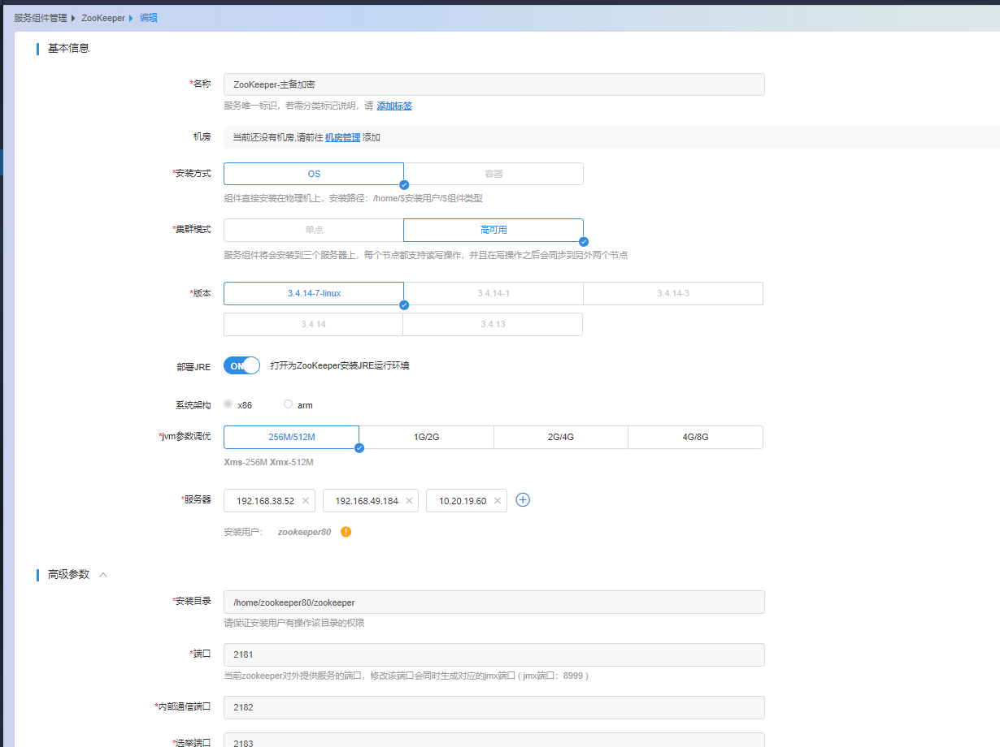 服务组件管理 ZooKeeper 编辑
基本信息
*名称 ZooKeeper-主备加密
服务唯一标识，若需分类标记说明，请 添加标签
机房 当前还没有机房,请前往 机房管理 添加
*安装方式 OS 容器
组件直接安装在物理机上，安装路径：/home/$安装用户/$组件类型
*集群模式 单点 高可用
服务组件将会安装到三个服务器上，每个节点都支持读写操作，并且在写操作之后会同步到另外两个节点
*版本 3.4.14-7-linux 3.4.14-1 3.4.14-3
3.4.14 3.4.13
部署JRE ON 打开为ZooKeeper安装JRE运行环境
系统架构 x86 arm
*jvm参数调优 256M/512M 1G/2G 2G/4G 4G/8G
Xms-256M Xmx-512M
*服务器 192.168.38.52 192.168.49.184 10.20.19.60
安装用户： zookeeper80
高级参数
*安装目录 /home/zookeeper80/zookeeper
请保证安装用户有操作该目录的权限
*端口 2181
当前zookeeper对外提供服务的端口，修改该端口会同时生成对应的jmx端口 ( jmx端口：8999 )
*内部通信端口 2182
*选举端口 2183